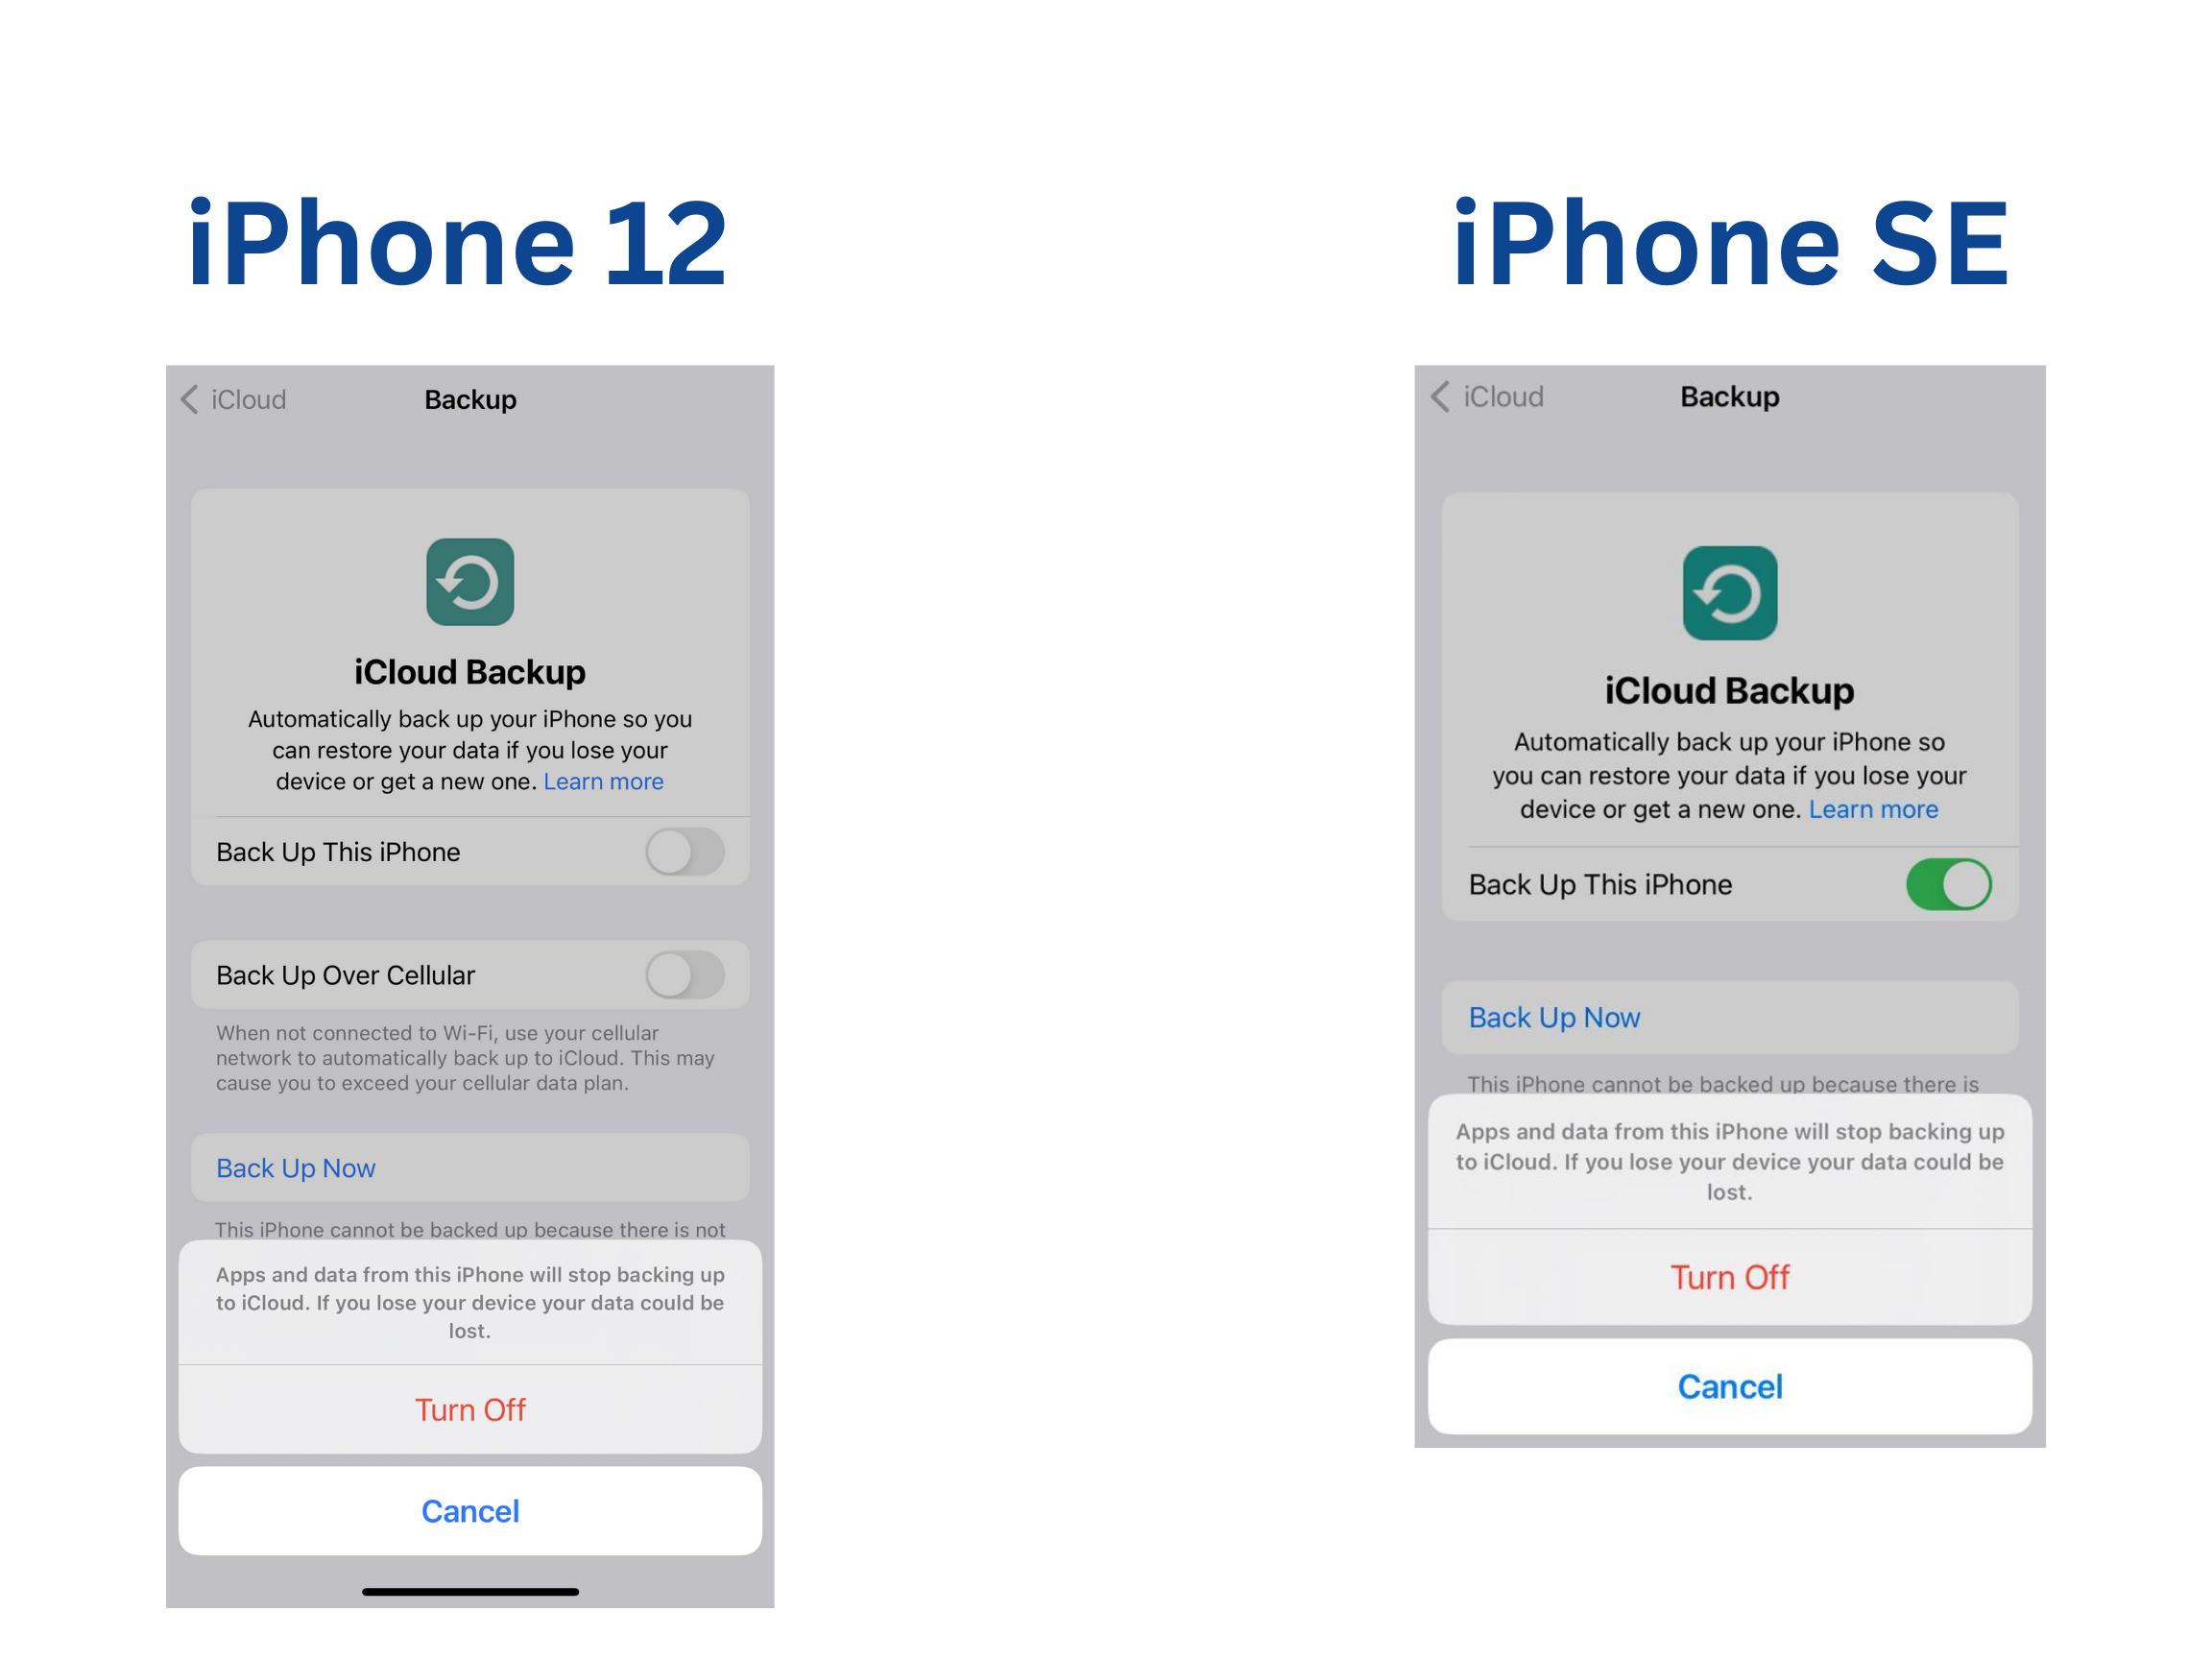 iPhone 12
iCloud
Backup
iCloud Backup
Automatically back up your iPhone so you
can restore your data if you lose your
device or get a new one. Learn more
Back Up This iPhone
Back Up Over Cellular
When not connected to Wi-Fi, use your cellular
network to automatically back up to iCloud. This may
cause you to exceed your cellular data plan.
Back Up Now
This iPhone cannot be backed up because there is not
Apps and data from this iPhone will stop backing up
to iCloud. If you lose your device your data could be
lost.
Turn Off
Cancel
iPhone SE
iCloud
Backup
iCloud Backup
Automatically back up your iPhone so
you can restore your data if you lose your
device or get a new one. Learn more
Back Up This iPhone
Back Up Now
This iPhone cannot be backed up because there is
Apps and data from this iPhone will stop backing up
to iCloud. If you lose your device your data could be
lost.
Turn Off
Cancel